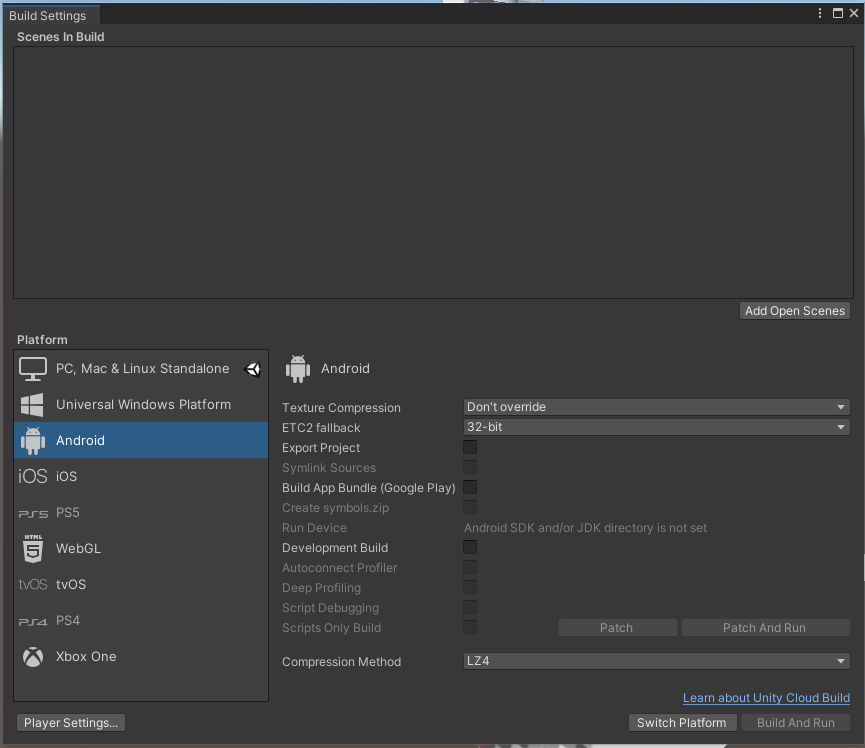 Build Settings
Scenes In Build
Add Open Scenes
Platform
PC, Mac & Linux Standalone
Universal Windows Platform
Android
iOS iOS
PS5 PS5
HTML 5 WebGL
tvOS tvOS
PS4 PS4
Xbox One
Android
Texture Compression Don't override
ETC2 fallback 32-bit
Export Project
Symlink Sources
Build App Bundle (Google Play)
Create symbols.zip
Run Device Android SDK and/or JDK directory is not set
Development Build
Autoconnect Profiler
Deep Profiling
Script Debugging
Scripts Only Build Patch Patch And Run
Compression Method LZ4
Learn about Unity Cloud Build
Player Settings... Switch Platform Build And Run